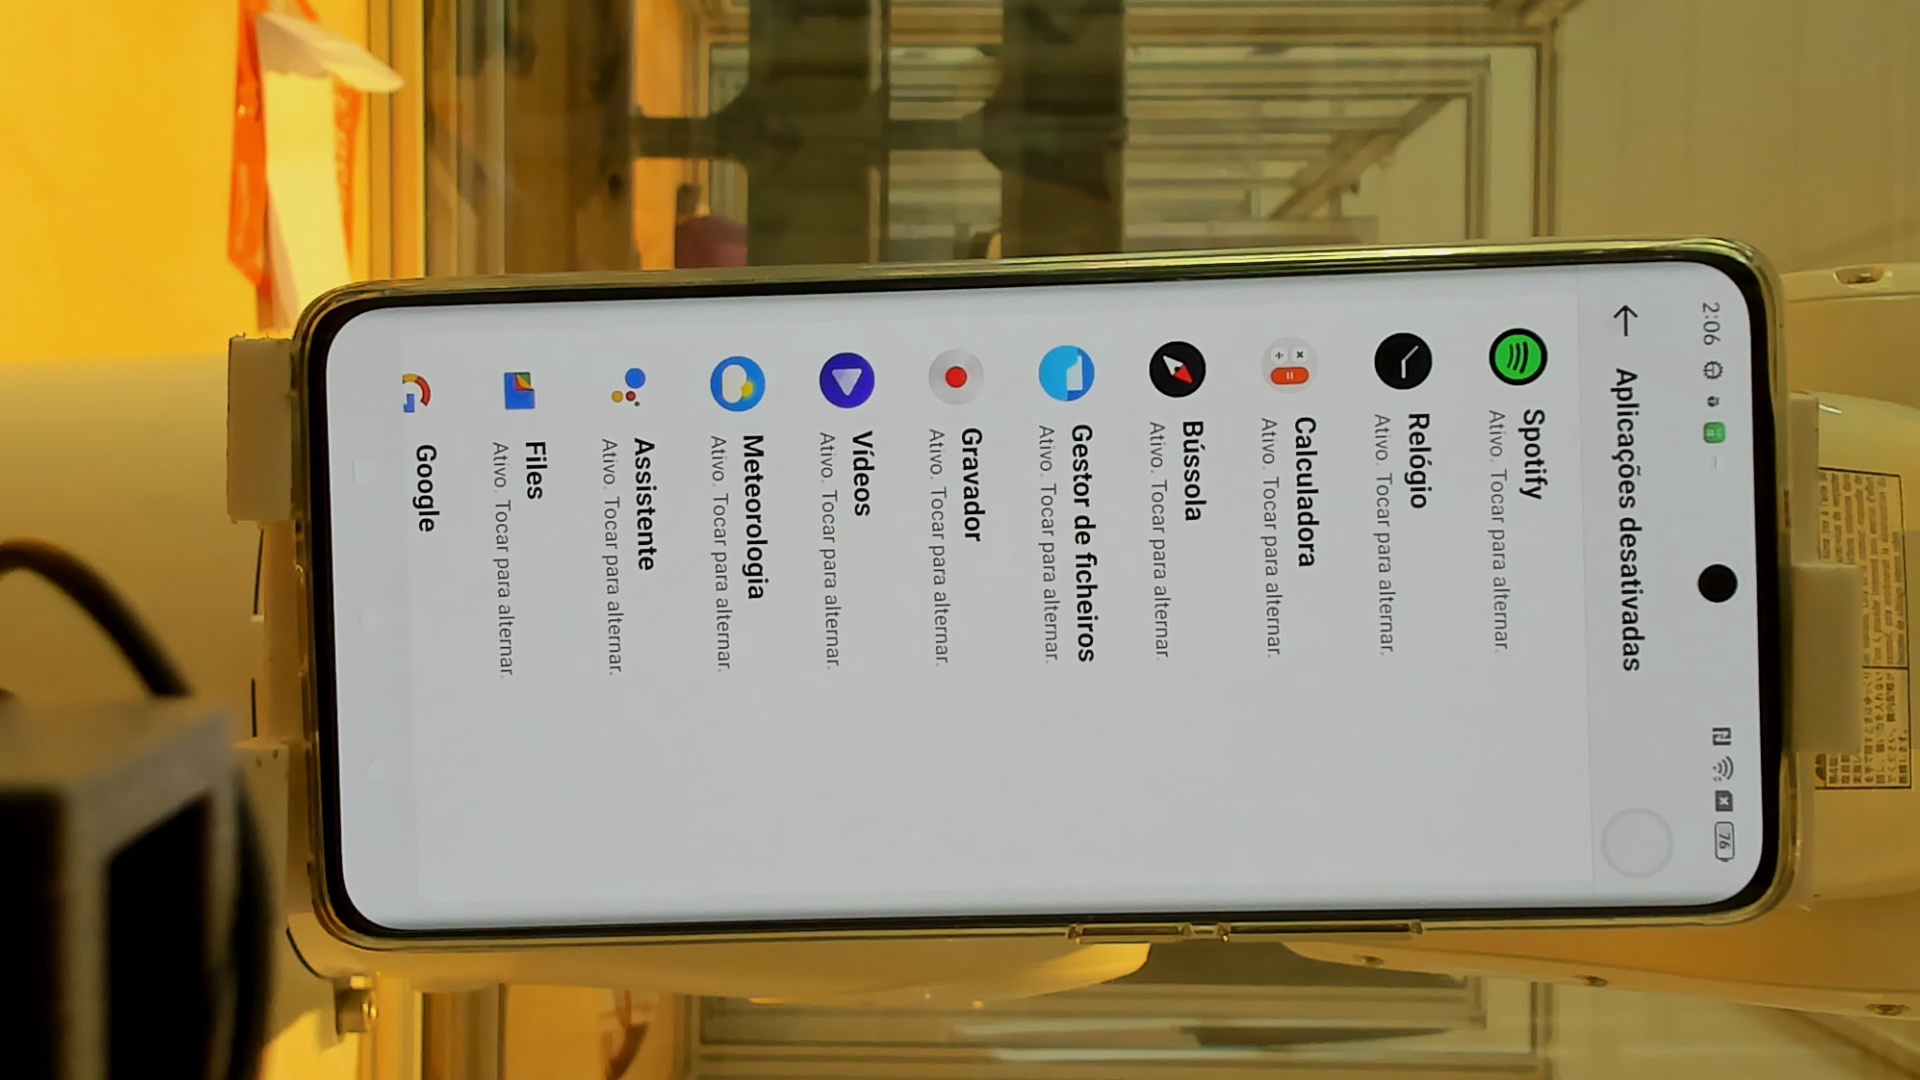 2:06
76
Aplicações desativadas
Spotify
Ativo. Tocar para alternar.
Relógio
Ativo. Tocar para alternar.
Calculadora
Ativo. Tocar para alternar.
Bússola
Ativo. Tocar para alternar.
Gestor de ficheiros
Ativo. Tocar para alternar.
Gravador
Ativo. Tocar para alternar.
Vídeos
Ativo. Tocar para alternar.
Meteorologia
Ativo. Tocar para alternar.
Assistente
Ativo. Tocar para alternar.
Files
Ativo. Tocar para alternar.
Google